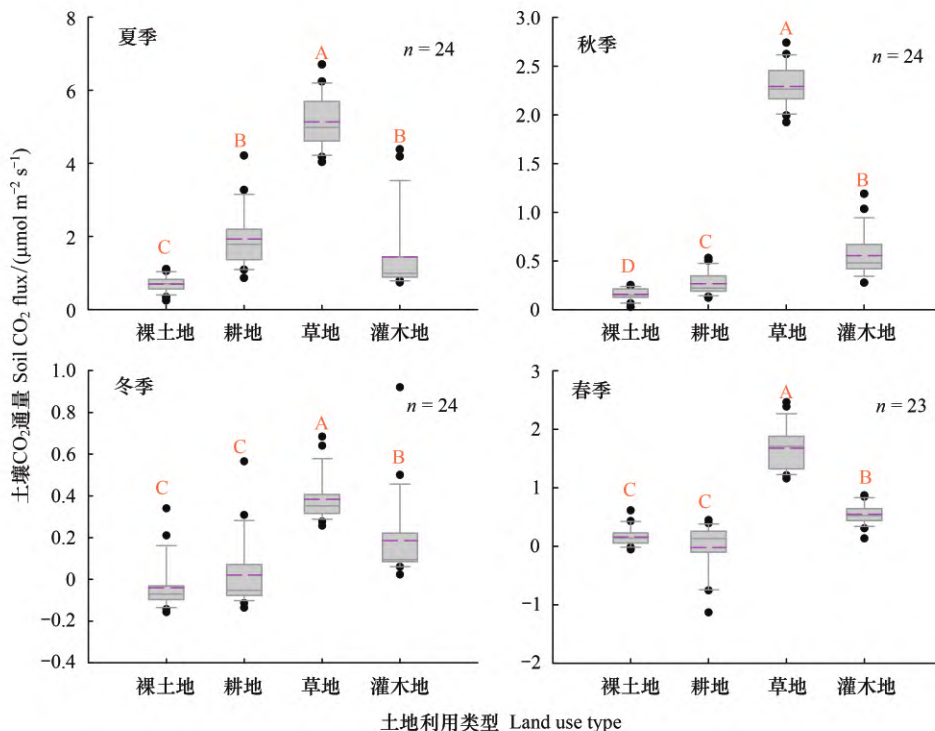 土壤CO₂通量 Soil CO₂ flux/(μmol m⁻² s⁻¹)
夏季
n = 24
8
6
4
2
0
C
B
A
B
裸土地 耕地 草地 灌木地
秋季
n = 24
3.0
2.5
2.0
1.5
1.0
0.5
0
D
C
A
B
裸土地 耕地 草地 灌木地
冬季
n = 24
1.0
0.8
0.6
0.4
0.2
0
−0.2
−0.4
C
C
A
B
裸土地 耕地 草地 灌木地
春季
n = 23
3
2
1
0
−1
−2
C
C
A
B
裸土地 耕地 草地 灌木地
土地利用类型 Land use type